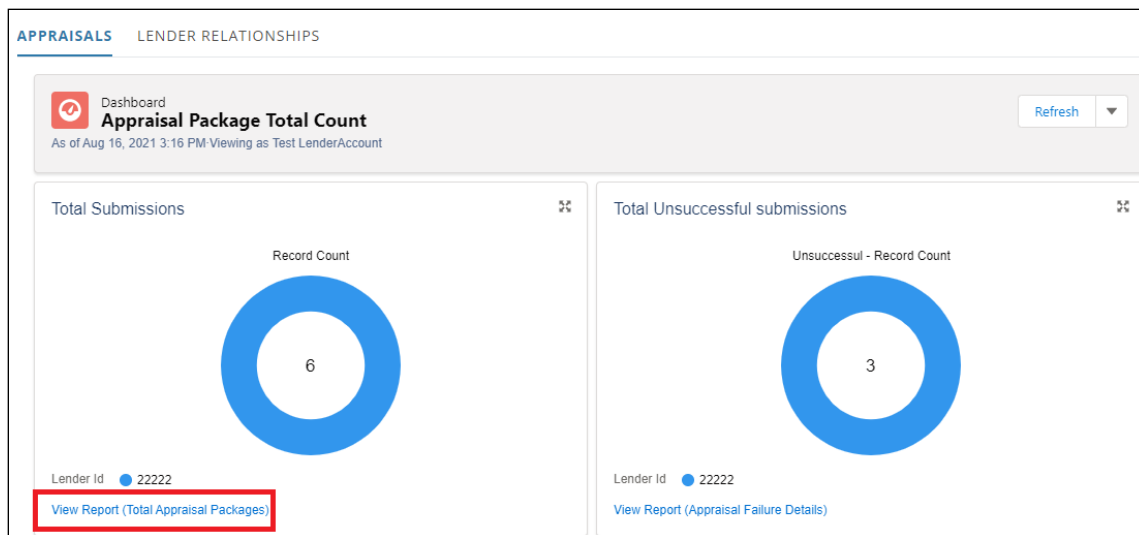 APPRAISALS LENDER RELATIONSHIPS
Dashboard
Appraisal Package Total Count
As of Aug 16, 2021 3:16 PM·Viewing as Test LenderAccount
Refresh
Total Submissions
Record Count
6
Lender Id 22222
View Report (Total Appraisal Packages)
Total Unsuccessful submissions
Unsuccessul - Record Count
3
Lender Id 22222
View Report (Appraisal Failure Details)